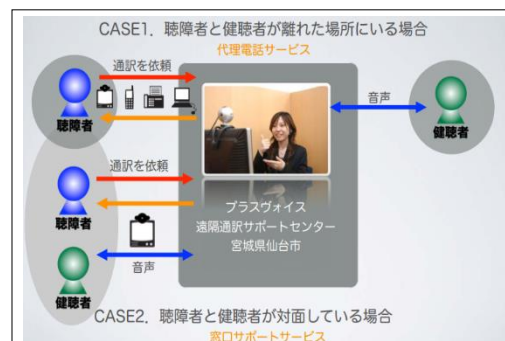 CASE1．聴障者と健聴者が離れた場所にいる場合
代理電話サービス
通訳を依頼
聴障者
音声
健聴者
通訳を依頼
聴障者
プラスヴォイス
遠隔通訳サポートセンター
宮城県仙台市
音声
健聴者
CASE2．聴障者と健聴者が対面している場合
窓口サポートサービス